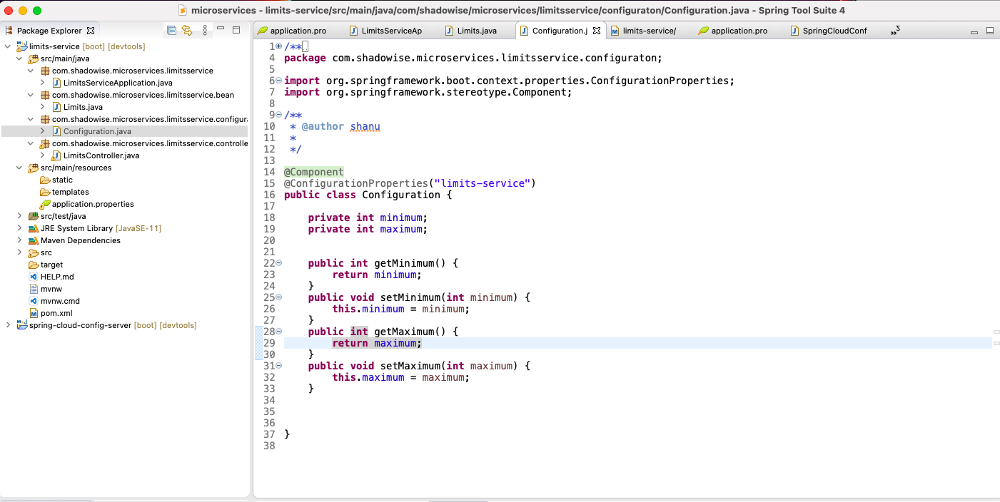 microservices - limits-service/src/main/java/com/shadowise/microservices/limitsservice/configuraton/Configuration.java - Spring Tool Suite 4
Package Explorer
limits-service [boot] [devtools]
src/main/java
com.shadowise.microservices.limitsservice
LimitsServiceApplication.java
com.shadowise.microservices.limitsservice.bean
Limits.java
com.shadowise.microservices.limitsservice.configura
Configuration.java
com.shadowise.microservices.limitsservice.controlle
LimitsController.java
src/main/resources
static
templates
application.properties
src/test/java
JRE System Library [JavaSE-11]
Maven Dependencies
src
target
HELP.md
mvnw
mvnw.cmd
pom.xml
spring-cloud-config-server [boot] [devtools]
application.pro LimitsServiceAp Limits.java Configuration.j limits-service/ application.pro SpringCloudConf »2
1 /**
4 package com.shadowise.microservices.limitsservice.configuraton;
5
6 import org.springframework.boot.context.properties.ConfigurationProperties;
7 import org.springframework.stereotype.Component;
8
9 /**
10 * @author shanu
11 *
12 */
13
14 @Component
15 @ConfigurationProperties("limits-service")
16 public class Configuration {
17
18 private int minimum;
19 private int maximum;
20
21
22 public int getMinimum() {
23 return minimum;
24 }
25 public void setMinimum(int minimum) {
26 this.minimum = minimum;
27 }
28 public int getMaximum() {
29 return maximum;
30 }
31 public void setMaximum(int maximum) {
32 this.maximum = maximum;
33 }
34
35
36
37 }
38